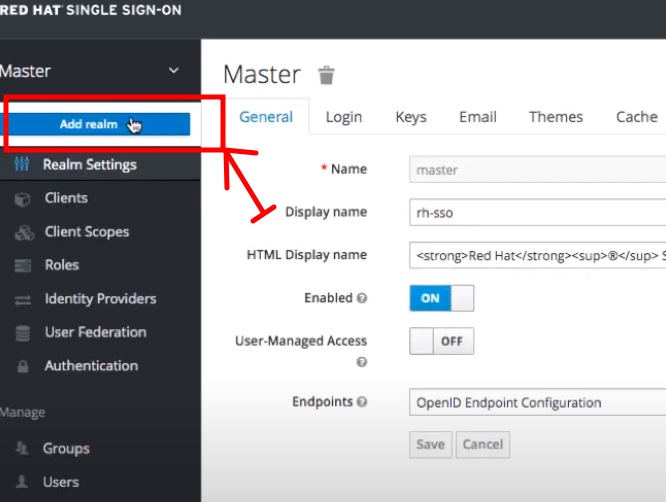 RED HAT SINGLE SIGN-ON
Master
Add realm
Realm Settings
Clients
Client Scopes
Roles
Identity Providers
User Federation
Authentication
Manage
Groups
Users
Master
General Login Keys Email Themes Cache
* Name master
Display name rh-sso
HTML Display name <strong>Red Hat</strong><sup>®</sup> S
Enabled ON
User-Managed Access OFF
Endpoints OpenID Endpoint Configuration
Save Cancel